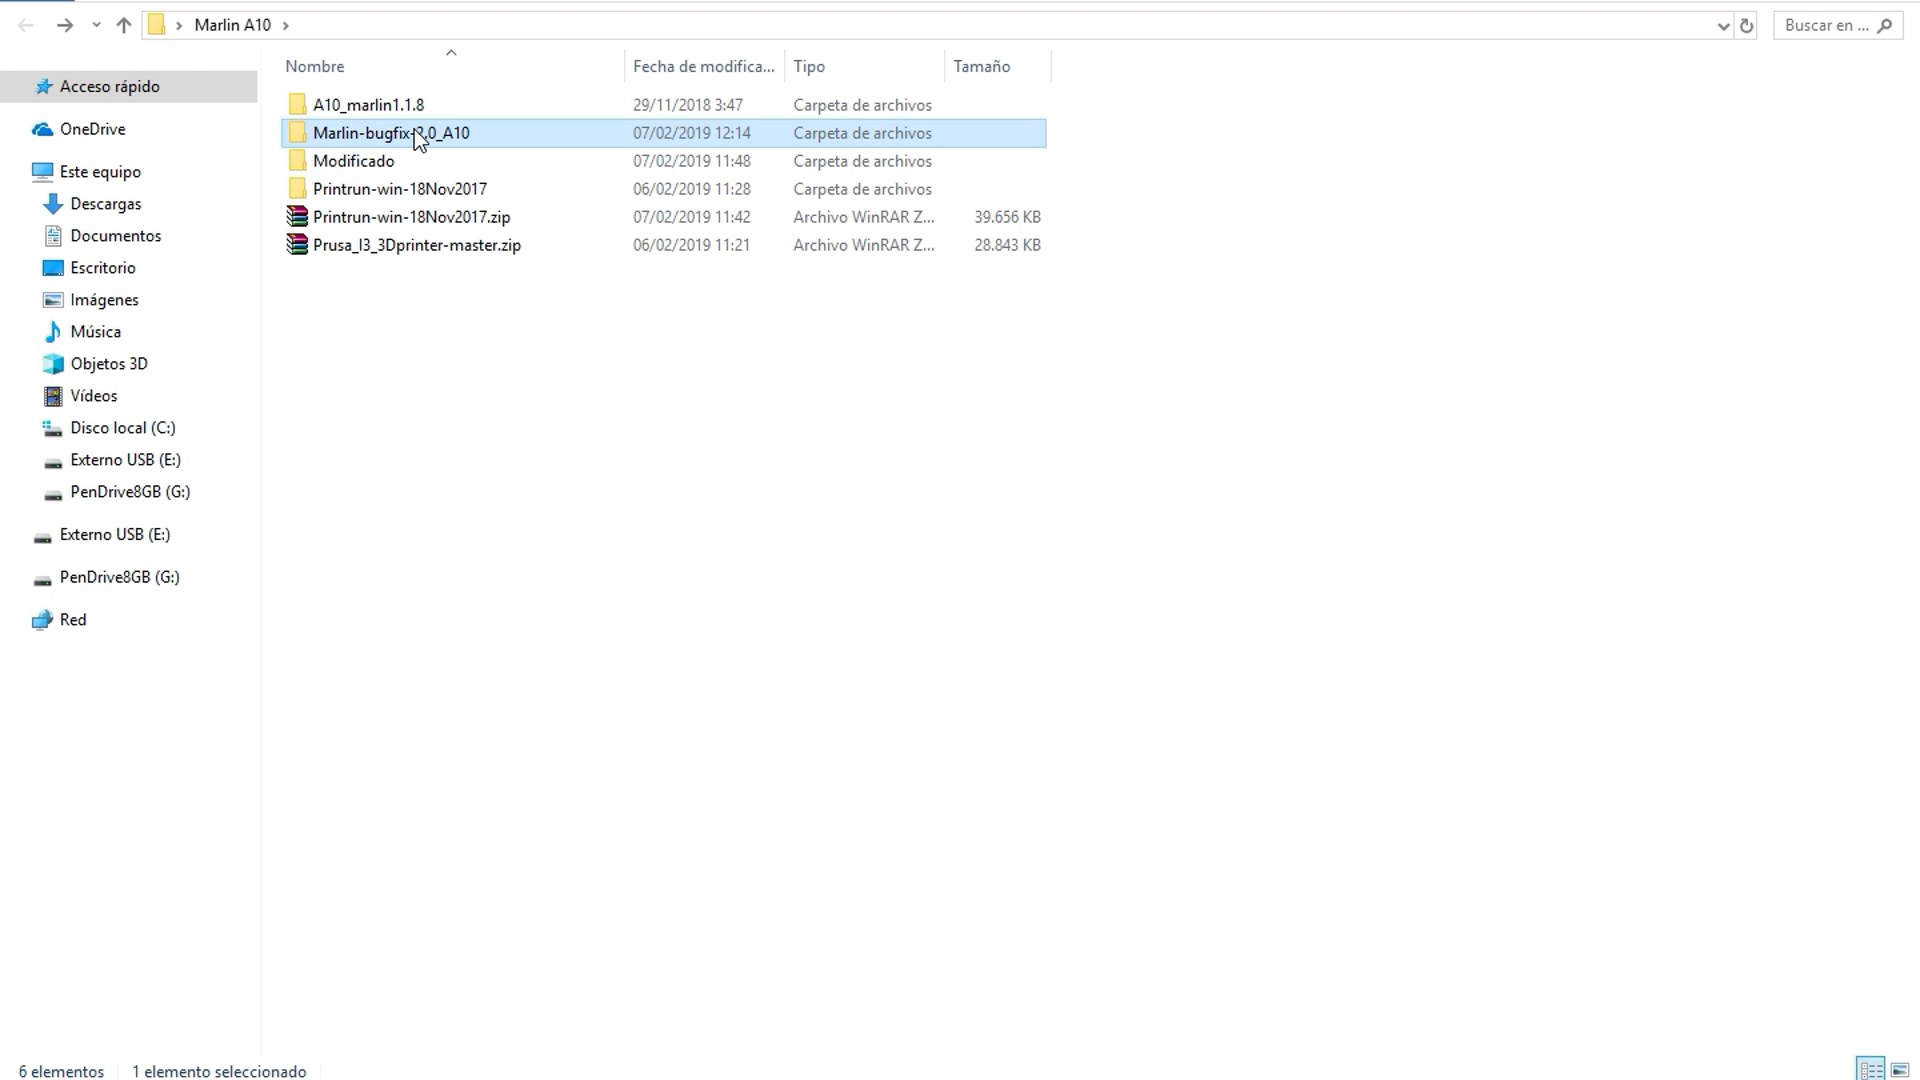 Marlin A10
Buscar en ...
Nombre Fecha de modifica... Tipo Tamaño
Acceso rápido
OneDrive
Este equipo
Descargas
Documentos
Escritorio
Imágenes
Música
Objetos 3D
Vídeos
Disco local (C:)
Externo USB (E:)
PenDrive8GB (G:)
Externo USB (E:)
PenDrive8GB (G:)
Red
A10_marlin1.1.8 29/11/2018 3:47 Carpeta de archivos
Marlin-bugfix-2.0_A10 07/02/2019 12:14 Carpeta de archivos
Modificado 07/02/2019 11:48 Carpeta de archivos
Printrun-win-18Nov2017 06/02/2019 11:28 Carpeta de archivos
Printrun-win-18Nov2017.zip 07/02/2019 11:42 Archivo WinRAR Z... 39.656 KB
Prusa_I3_3Dprinter-master.zip 06/02/2019 11:21 Archivo WinRAR Z... 28.843 KB
6 elementos 1 elemento seleccionado